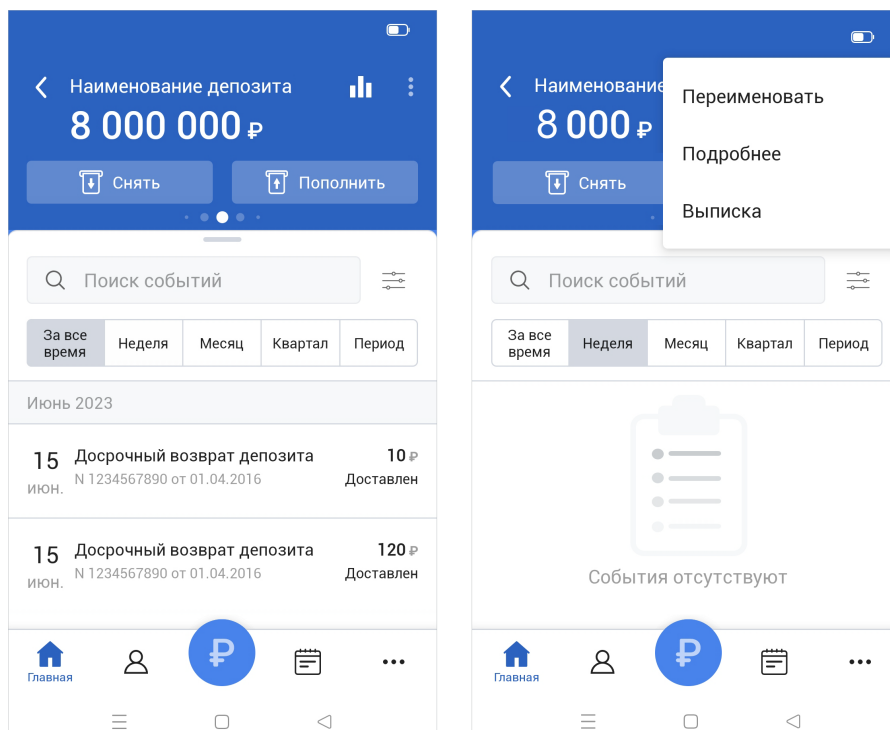 Наименование депозита
8 000 000 ₽
Снять
Пополнить
Поиск событий
За все
время
Неделя
Месяц
Квартал
Период
Июнь 2023
15
июн.
Досрочный возврат депозита
N 1234567890 от 01.04.2016
10 ₽
Доставлен
15
июн.
Досрочный возврат депозита
N 1234567890 от 01.04.2016
120 ₽
Доставлен
₽
Главная
Наименование
8 000 ₽
Снять
Переименовать
Подробнее
Выписка
Поиск событий
За все
время
Неделя
Месяц
Квартал
Период
События отсутствуют
₽
Главная